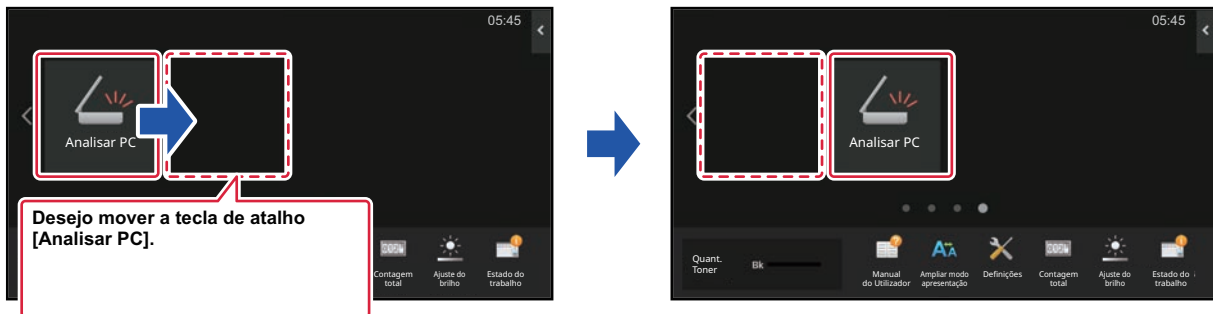 05:45
Analisar PC
Desejo mover a tecla de atalho
[Analisar PC].
Contagem
total
Ajuste do
brilho
Estado do
trabalho
05:45
Analisar PC
Quant.
Toner
Bk
Manual
do Utilizador
Ampliar modo
apresentação
Definições
Contagem
total
Ajuste do
brilho
Estado do
trabalho